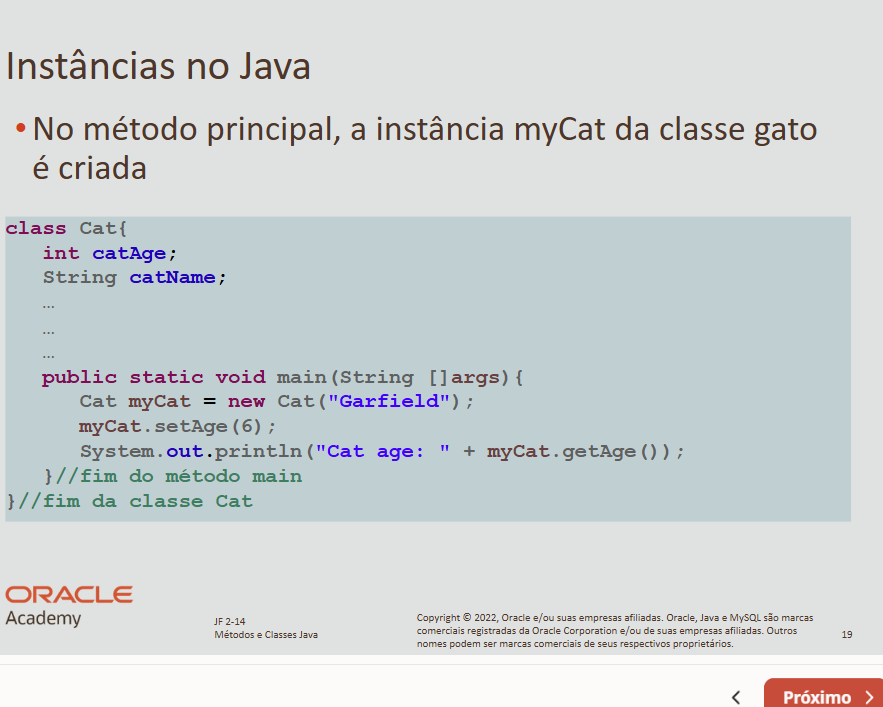 Instâncias no Java
•No método principal, a instância myCat da classe gato
é criada
class Cat{
int catAge;
String catName;
…
…
…
public static void main(String []args){
Cat myCat = new Cat("Garfield");
myCat.setAge(6);
System.out.println("Cat age: " + myCat.getAge());
}//fim do método main
}//fim da classe Cat
ORACLE
Academy
JF 2-14
Métodos e Classes Java
Copyright © 2022, Oracle e/ou suas empresas afiliadas. Oracle, Java e MySQL são marcas
comerciais registradas da Oracle Corporation e/ou de suas empresas afiliadas. Outros
nomes podem ser marcas comerciais de seus respectivos proprietários.
19
Próximo